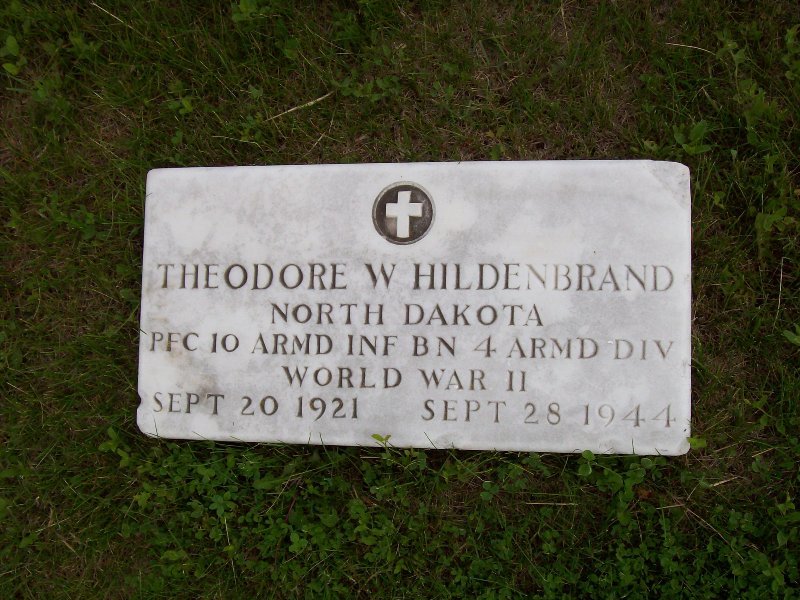 THEODORE W HILDENBRAND
NORTH DAKOTA
PFC 10 ARMD INF BN 4 ARMD DIV
WORLD WAR II
SEPT 20 1921 SEPT 28 1944